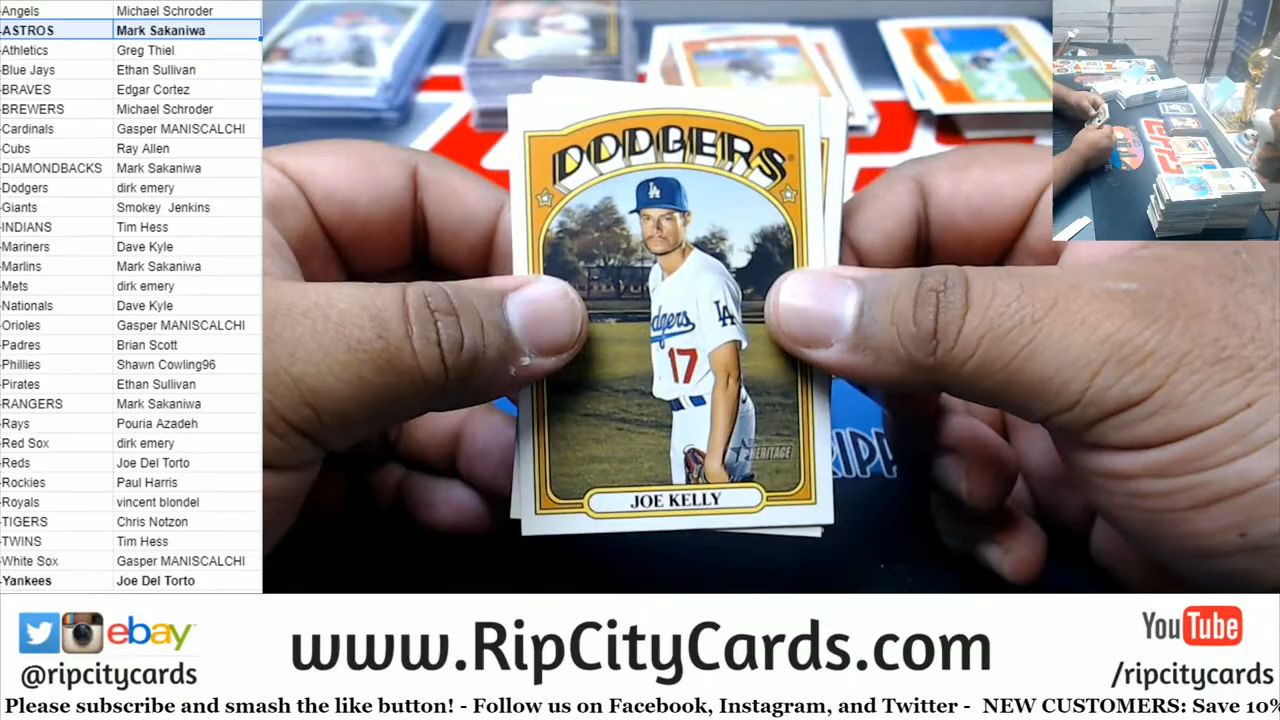 -Angels Michael Schroder
-ASTROS Mark Sakaniwa
-Athletics Greg Thiel
-Blue Jays Ethan Sullivan
-BRAVES Edgar Cortez
-BREWERS Michael Schroder
-Cardinals Gasper MANISCALCHI
-Cubs Ray Allen
-DIAMONDBACKS Mark Sakaniwa
-Dodgers dirk emery
-Giants Smokey Jenkins
-INDIANS Tim Hess
-Mariners Dave Kyle
-Marlins Mark Sakaniwa
-Mets dirk emery
-Nationals Dave Kyle
-Orioles Gasper MANISCALCHI
-Padres Brian Scott
-Phillies Shawn Cowling96
-Pirates Ethan Sullivan
-RANGERS Mark Sakaniwa
-Rays Pouria Azadeh
-Red Sox dirk emery
-Reds Joe Del Torto
-Rockies Paul Harris
-Royals vincent blondel
-TIGERS Chris Notzon
-TWINS Tim Hess
-White Sox Gasper MANISCALCHI
-Yankees Joe Del Torto
DODGERS
LA
dgers
LA
17
HERITAGE
JOE KELLY
RIPP
ebay
@ripcitycards
www.RipCityCards.com
YouTube
/ripcitycards
Please subscribe and smash the like button! - Follow us on Facebook, Instagram, and Twitter - NEW CUSTOMERS: Save 10%